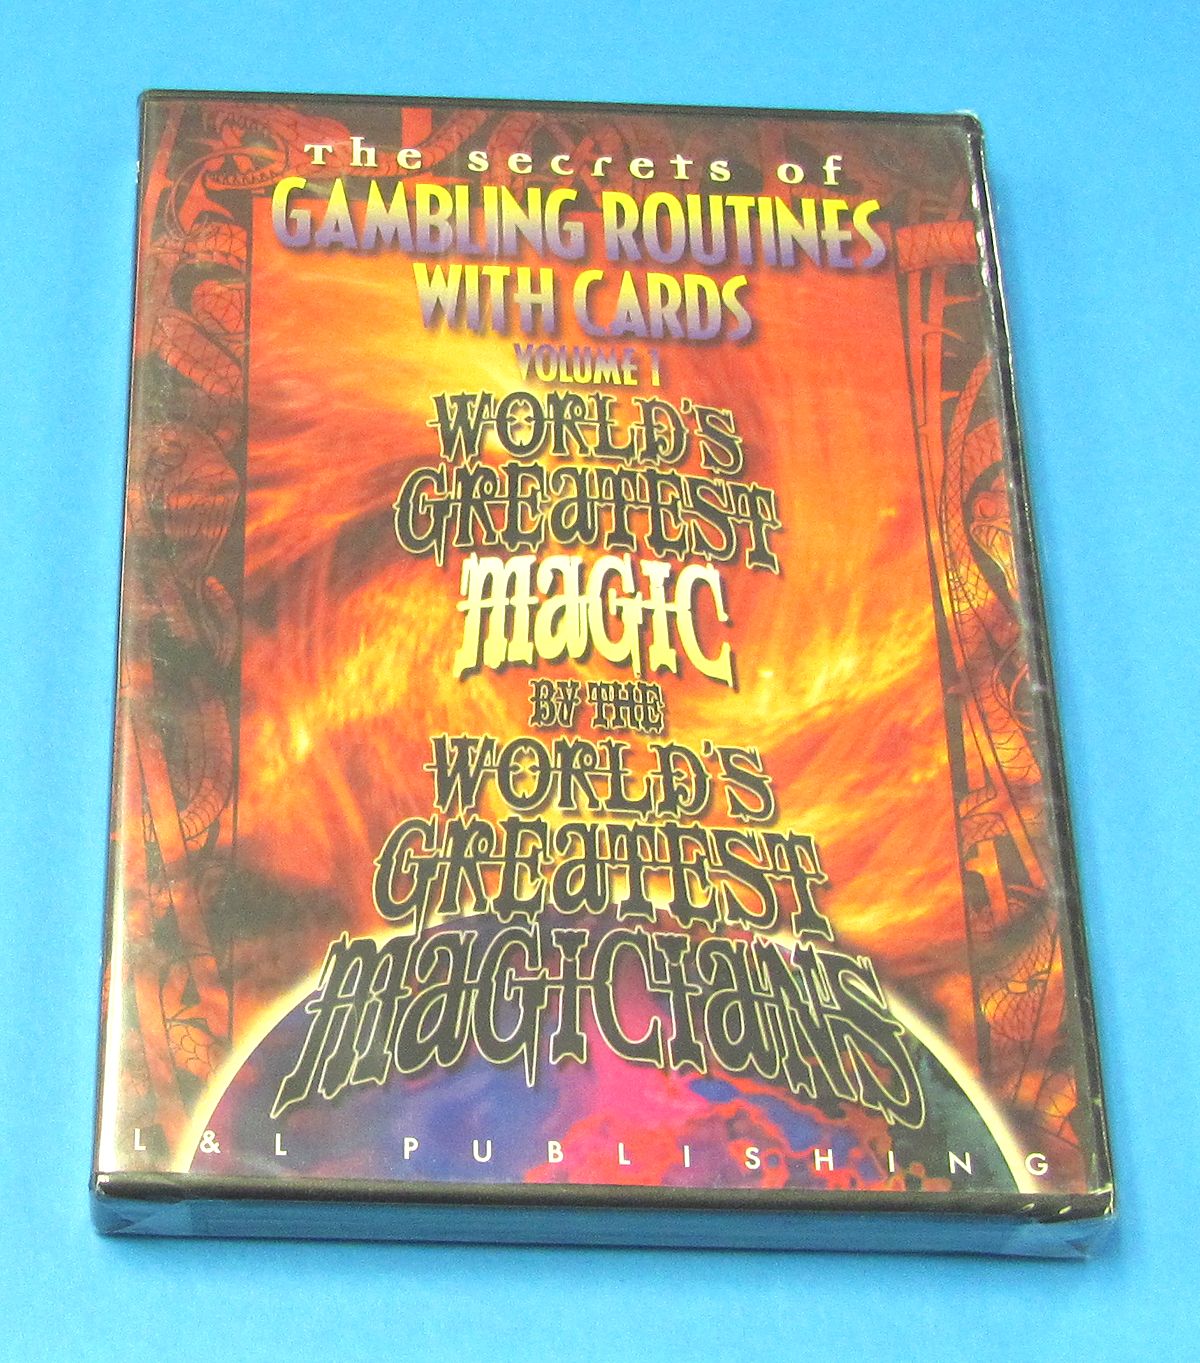 The secrets of
GAMBLING ROUTINES
WITH CARDS
VOLUME 1
WORLD'S
GREATEST
MAGIC
BY THE
WORLD'S
GREATEST
MAGICIANS
L & L PUBLISHING